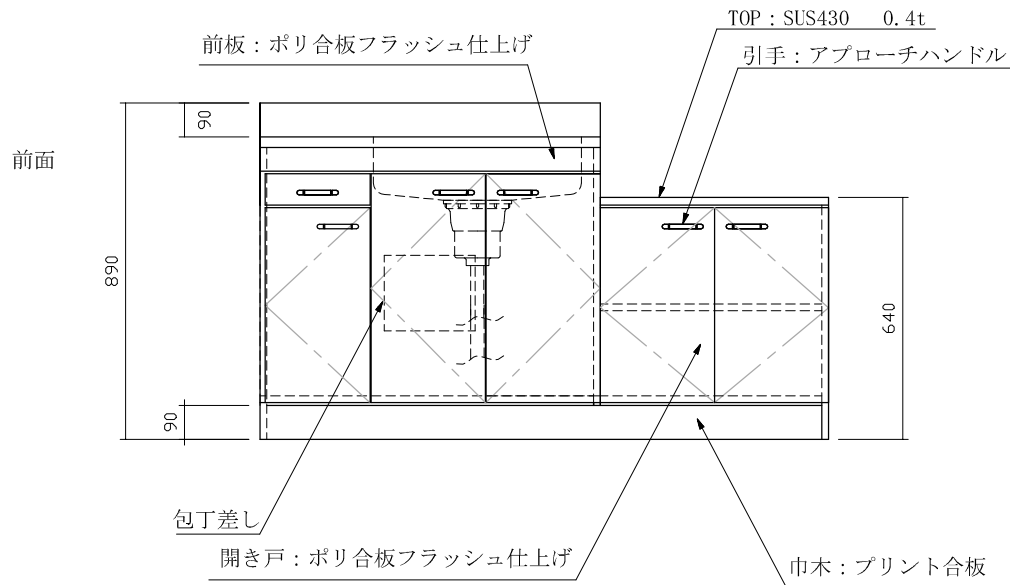 TOP：SUS430　0.4t
前板：ポリ合板フラッシュ仕上げ
引手：アプローチハンドル
90
前面
890
640
90
包丁差し
開き戸：ポリ合板フラッシュ仕上げ
巾木：プリント合板